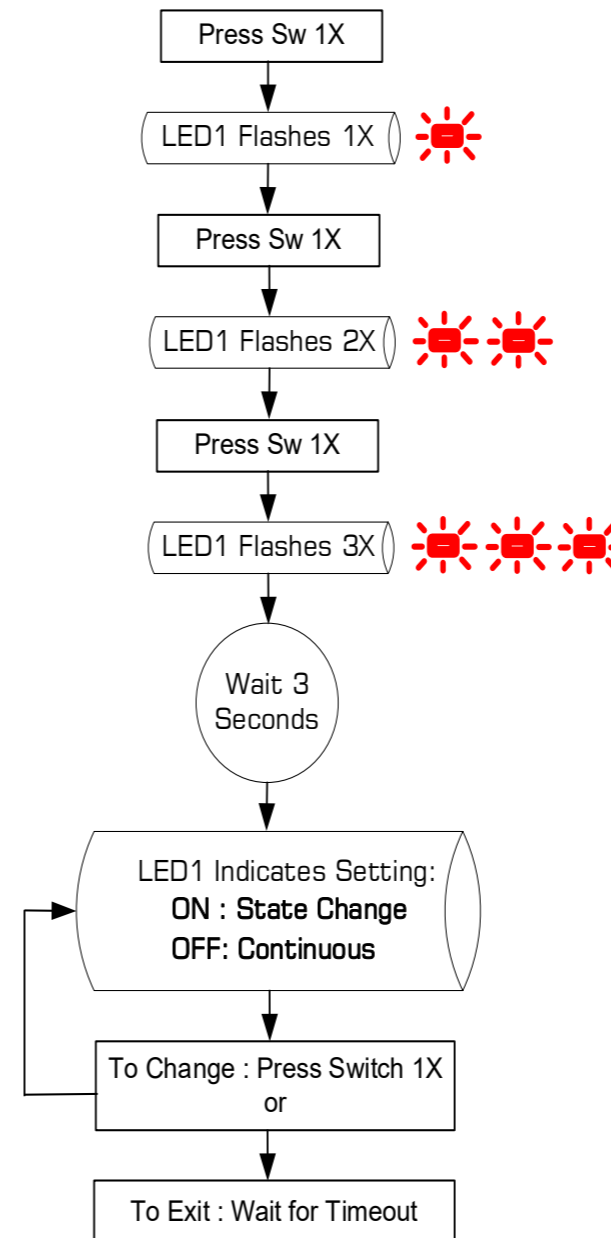 Press Sw 1X
LED1 Flashes 1X
Press Sw 1X
LED1 Flashes 2X
Press Sw 1X
LED1 Flashes 3X
Wait 3
Seconds
LED1 Indicates Setting:
ON : State Change
OFF: Continuous
To Change : Press Switch 1X
or
To Exit : Wait for Timeout